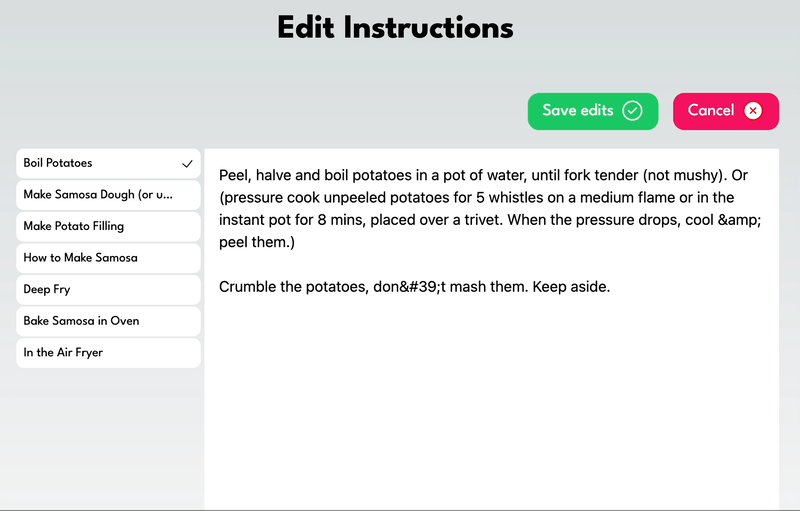 Edit Instructions
Save edits
Cancel
Boil Potatoes
Make Samosa Dough (or u...
Make Potato Filling
How to Make Samosa
Deep Fry
Bake Samosa in Oven
In the Air Fryer
Peel, halve and boil potatoes in a pot of water, until fork tender (not mushy). Or
(pressure cook unpeeled potatoes for 5 whistles on a medium flame or in the
instant pot for 8 mins, placed over a trivet. When the pressure drops, cool &amp;
peel them.)
Crumble the potatoes, don&#39;t mash them. Keep aside.